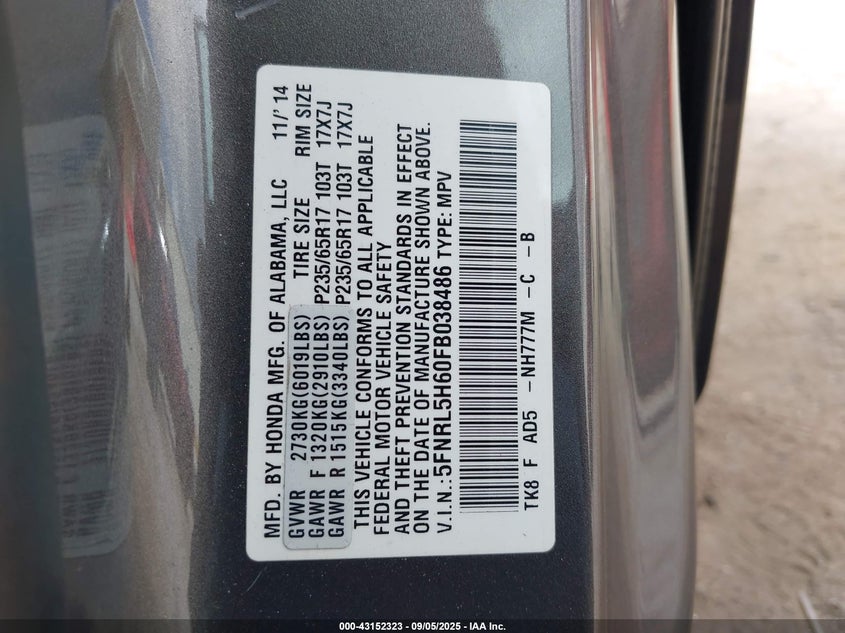 MFD. BY HONDA MFG. OF ALABAMA, LLC 11/'14
GVWR 2730KG(6019LBS) TIRE SIZE RIM SIZE
GAWR F 1320KG(2910LBS) P235/65R17 103T 17X7J
GAWR R 1515KG(3340LBS) P235/65R17 103T 17X7J
THIS VEHICLE CONFORMS TO ALL APPLICABLE
FEDERAL MOTOR VEHICLE SAFETY
AND THEFT PREVENTION STANDARDS IN EFFECT
ON THE DATE OF MANUFACTURE SHOWN ABOVE.
V.I.N.:5FNRL5H60FB038486 TYPE: MPV
TK8 F AD5 -NH777M -C -B
000-43152323 - 09/05/2025 - IAA Inc.